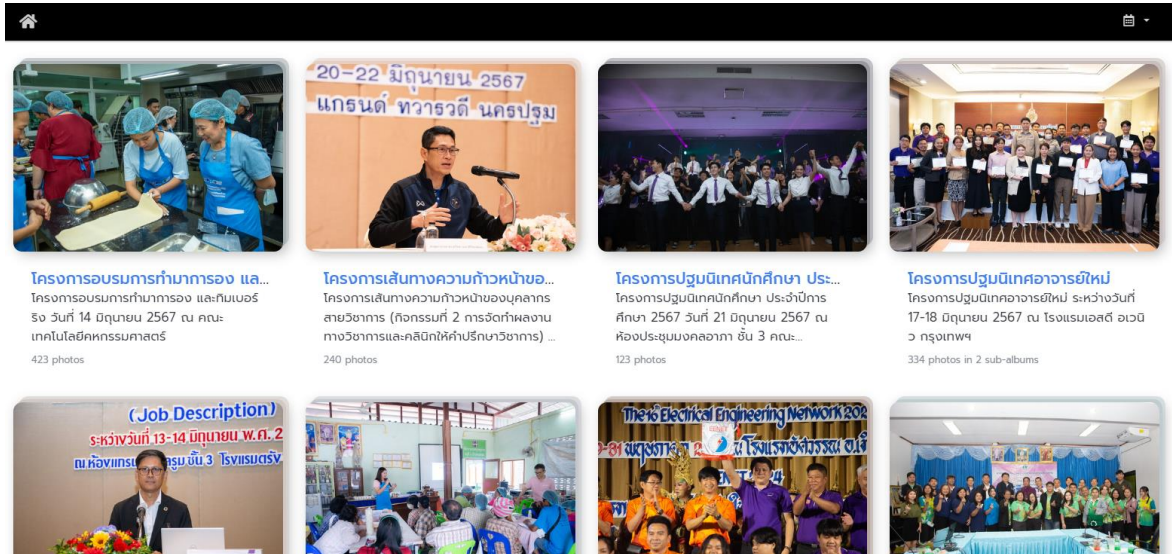 20-22 มิถุนายน 2567
แกรนด์ ทวารวดี นครปฐม
โครงการอบรมการทำมาการอง แล...
โครงการอบรมการทำมาการอง และทิมเบอร์
ริง วันที่ 14 มิถุนายน 2567 ณ คณะ
เทคโนโลยีคหกรรมศาสตร์
423 photos
โครงการเส้นทางความก้าวหน้าขอ...
โครงการเส้นทางความก้าวหน้าของบุคลากร
สายวิชาการ (กิจกรรมที่ 2 การจัดทำผลงาน
ทางวิชาการและคลินิกให้คำปรึกษาวิชาการ) ...
240 photos
โครงการปฐมนิเทศนักศึกษา ประ...
โครงการปฐมนิเทศนักศึกษา ประจำปีการ
ศึกษา 2567 วันที่ 21 มิถุนายน 2567 ณ
ห้องประชุมมงคลอาภา ชั้น 3 คณะ...
123 photos
โครงการปฐมนิเทศอาจารย์ใหม่
โครงการปฐมนิเทศอาจารย์ใหม่ ระหว่างวันที่
17-18 มิถุนายน 2567 ณ โรงแรมเอสดี อเวนิ
ว กรุงเทพฯ
334 photos in 2 sub-albums
(Job Description)
ระหว่างวันที่ 13-14 มิถุนายน พ.ศ. 2
ชั้น 3 โรงแรมตรัง
The16 Electrical Engineering Network 202